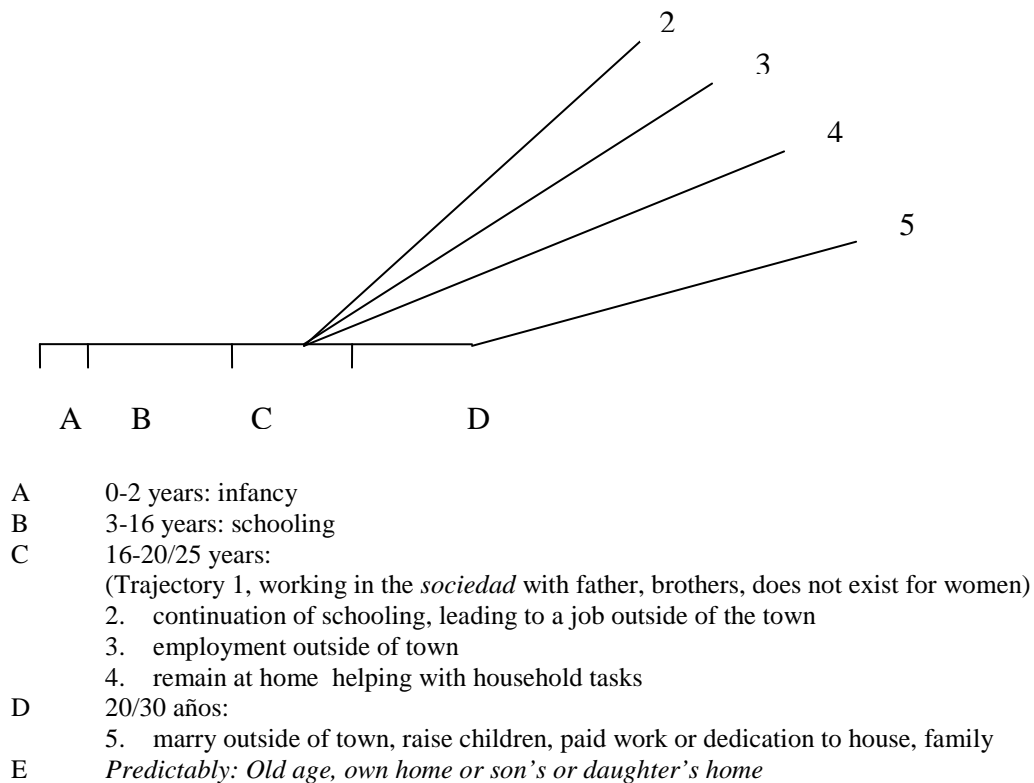 2
3
4
5
A B C D
A 0-2 years: infancy
B 3-16 years: schooling
C 16-20/25 years:
(Trajectory 1, working in the sociedad with father, brothers, does not exist for women)
2. continuation of schooling, leading to a job outside of the town
3. employment outside of town
4. remain at home helping with household tasks
D 20/30 años:
5. marry outside of town, raise children, paid work or dedication to house, family
E Predictably: Old age, own home or son's or daughter's home